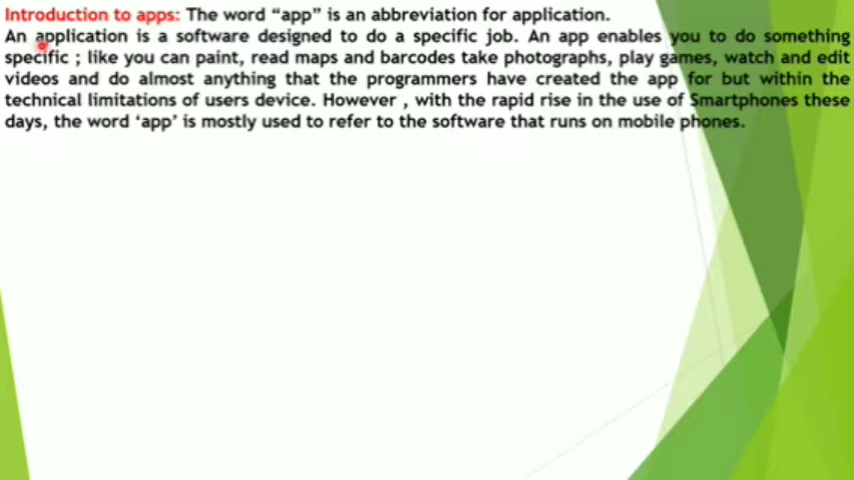 Introduction to apps: The word “app” is an abbreviation for application.
An application is a software designed to do a specific job. An app enables you to do something
specific ; like you can paint, read maps and barcodes take photographs, play games, watch and edit
videos and do almost anything that the programmers have created the app for but within the
technical limitations of users device. However , with the rapid rise in the use of Smartphones these
days, the word ‘app’ is mostly used to refer to the software that runs on mobile phones.